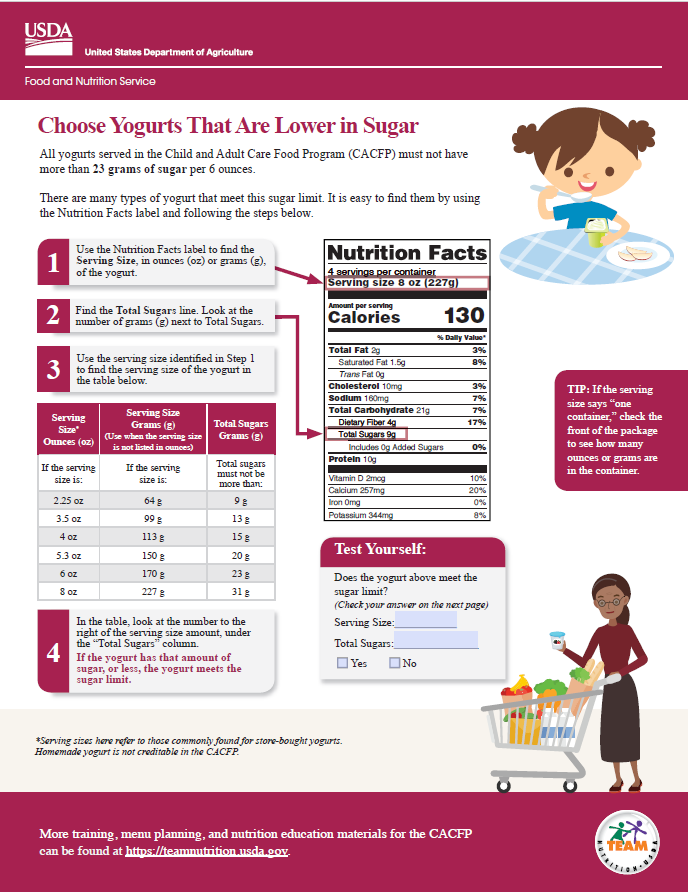 USDA
United States Department of Agriculture
Food and Nutrition Service
Choose Yogurts That Are Lower in Sugar
All yogurts served in the Child and Adult Care Food Program (CACFP) must not have
more than 23 grams of sugar per 6 ounces.
There are many types of yogurt that meet this sugar limit. It is easy to find them by using
the Nutrition Facts label and following the steps below.
1
Use the Nutrition Facts label to find the
Serving Size, in ounces (oz) or grams (g),
of the yogurt.
2
Find the Total Sugars line. Look at the
number of grams (g) next to Total Sugars.
3
Use the serving size identified in Step 1
to find the serving size of the yogurt in
the table below.
Serving Size* Ounces (oz) | Serving Size Grams (g) (Use when the serving size is not listed in ounces) | Total Sugars Grams (g)
If the serving size is: | If the serving size is: | Total sugars must not be more than:
2.25 oz 64 g 9 g
3.5 oz 99 g 13 g
4 oz 113 g 15 g
5.3 oz 150 g 20 g
6 oz 170 g 23 g
8 oz 227 g 31 g
4
In the table, look at the number to the
right of the serving size amount, under
the “Total Sugars” column.
If the yogurt has that amount of
sugar, or less, the yogurt meets the
sugar limit.
Nutrition Facts
4 servings per container
Serving size 8 oz (227g)
Amount per serving
Calories 130
% Daily Value*
Total Fat 2g 3%
Saturated Fat 1.5g 8%
Trans Fat 0g
Cholesterol 10mg 3%
Sodium 160mg 7%
Total Carbohydrate 21g 7%
Dietary Fiber 4g 17%
Total Sugars 9g
Includes 0g Added Sugars 0%
Protein 10g
Vitamin D 2mcg 10%
Calcium 257mg 20%
Iron 0mg 0%
Potassium 344mg 8%
TIP: If the serving
size says “one
container,” check the
front of the package
to see how many
ounces or grams are
in the container.
Test Yourself:
Does the yogurt above meet the
sugar limit?
(Check your answer on the next page)
Serving Size:
Total Sugars:
Yes No
*Serving sizes here refer to those commonly found for store-bought yogurts.
Homemade yogurt is not creditable in the CACFP.
More training, menu planning, and nutrition education materials for the CACFP
can be found at https://teamnutrition.usda.gov.
TEAM
NUTRITION • USDA